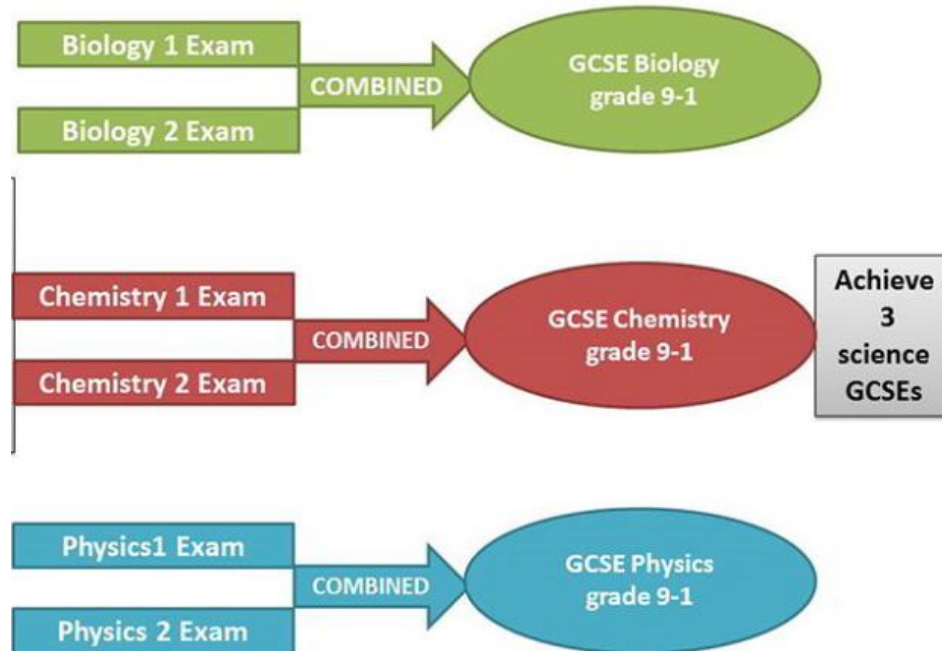 Biology 1 Exam
COMBINED
Biology 2 Exam
GCSE Biology
grade 9-1
Chemistry 1 Exam
COMBINED
Chemistry 2 Exam
GCSE Chemistry
grade 9-1
Achieve
3
science
GCSEs
Physics1 Exam
COMBINED
Physics 2 Exam
GCSE Physics
grade 9-1